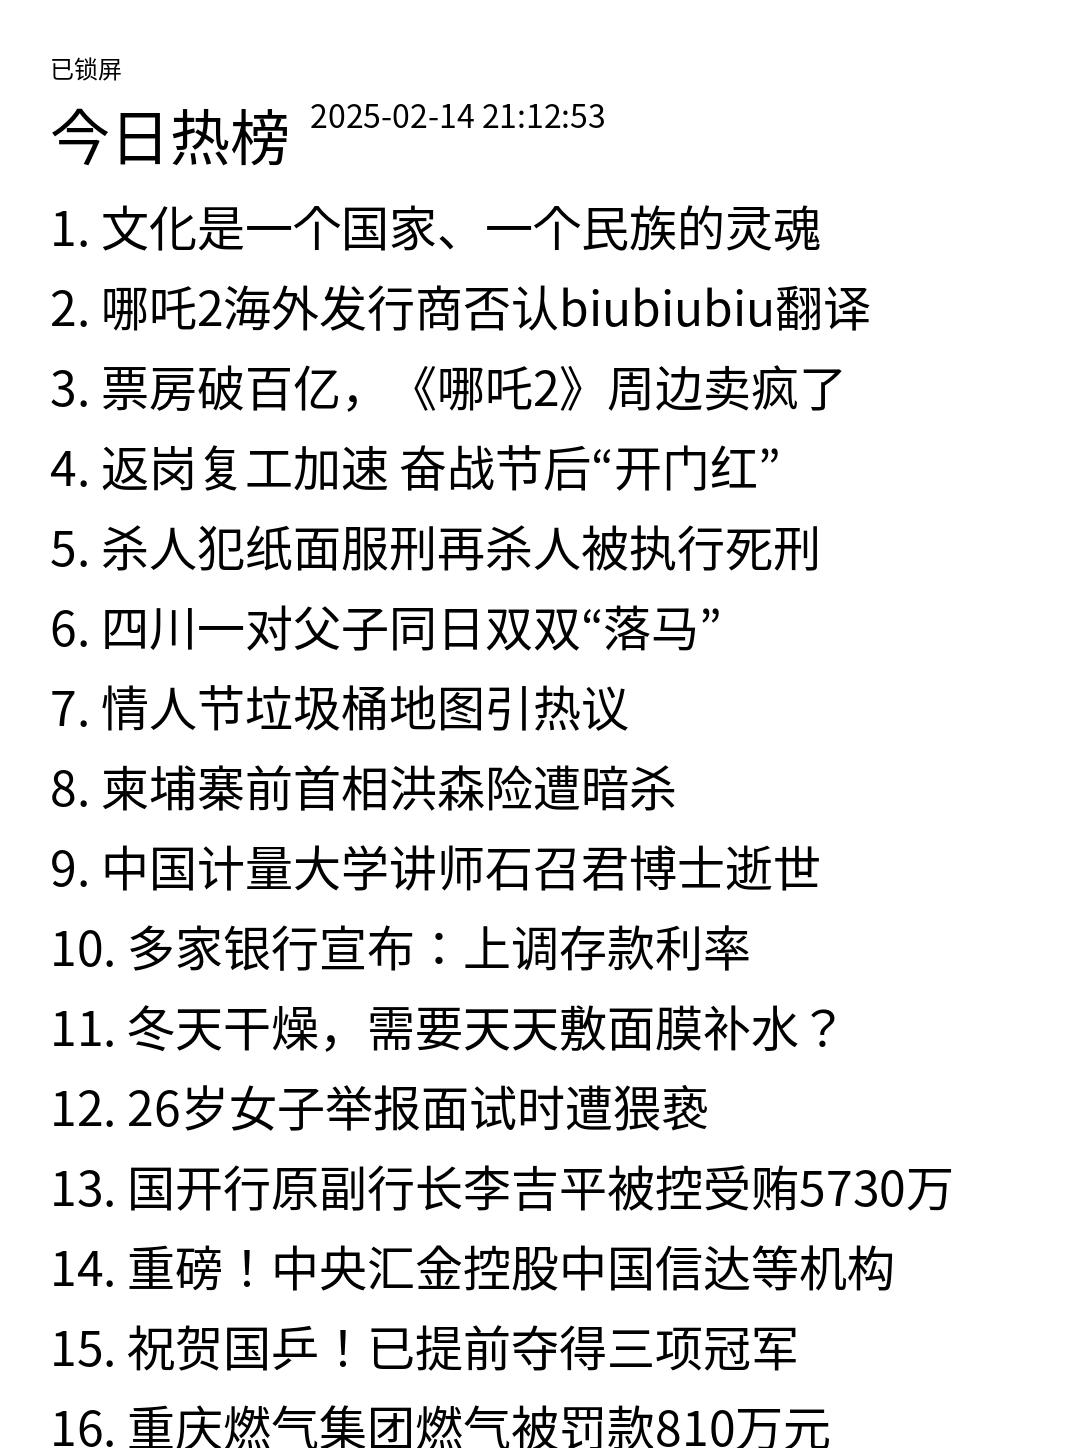 已锁屏
今日热榜 2025-02-14 21:12:53
1. 文化是一个国家、一个民族的灵魂
2. 哪吒2海外发行商否认biubiubiu翻译
3. 票房破百亿，《哪吒2》周边卖疯了
4. 返岗复工加速 奋战节后“开门红”
5. 杀人犯纸面服刑再杀人被执行死刑
6. 四川一对父子同日双双“落马”
7. 情人节垃圾桶地图引热议
8. 柬埔寨前首相洪森险遭暗杀
9. 中国计量大学讲师石召君博士逝世
10. 多家银行宣布：上调存款利率
11. 冬天干燥，需要天天敷面膜补水？
12. 26岁女子举报面试时遭猥亵
13. 国开行原副行长李吉平被控受贿5730万
14. 重磅！中央汇金控股中国信达等机构
15. 祝贺国乒！已提前夺得三项冠军
16. 重庆燃气集团燃气被罚款810万元